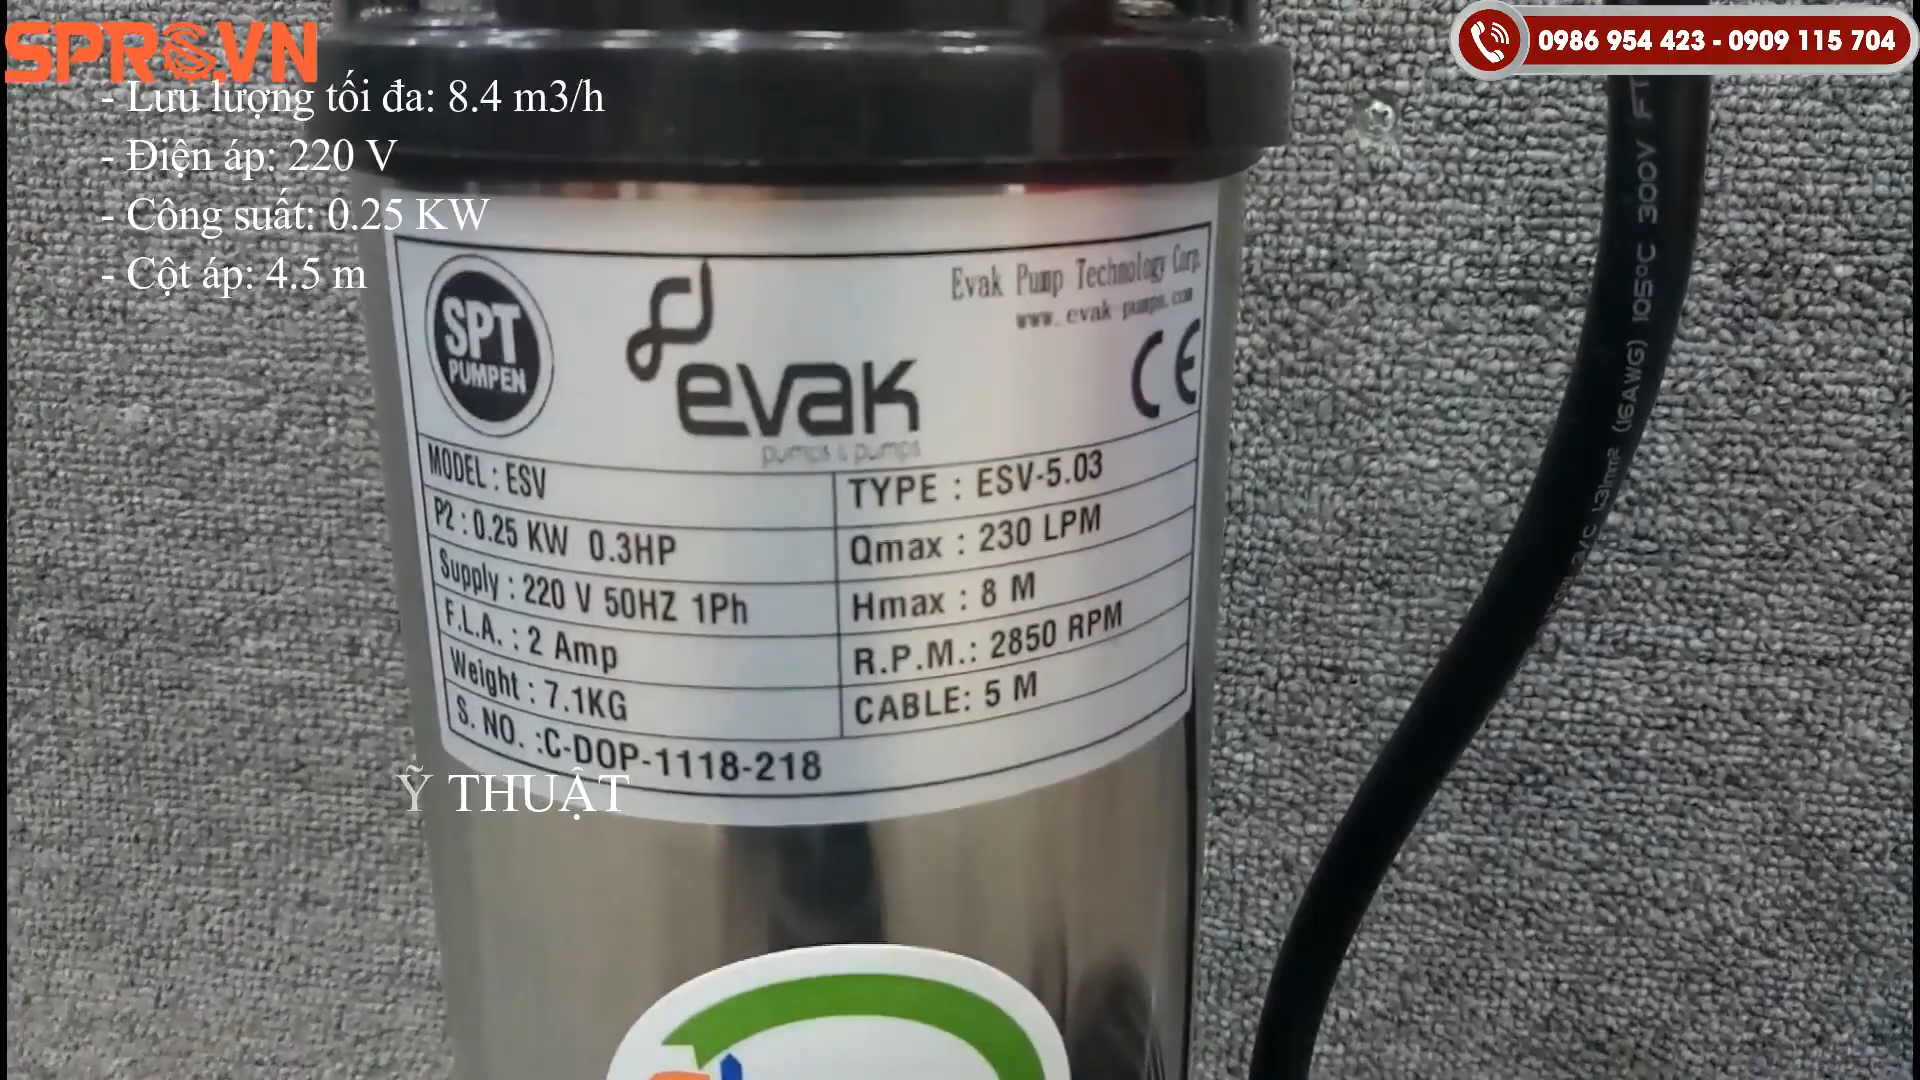 SPRO.VN
0986 954 423 - 0909 115 704
- Lưu lượng tối đa: 8.4 m3/h
- Điện áp: 220 V
- Công suất: 0.25 KW
- Cột áp: 4.5 m
SPT
PUMPEN
evak
pumps & pumps
Evak Pump Technology Corp.
www.evak-pumps.com
CE
MODEL : ESV
TYPE : ESV-5.03
P2 : 0.25 KW 0.3HP
Qmax : 230 LPM
Supply : 220 V 50HZ 1Ph
Hmax : 8 M
F.L.A. : 2 Amp
R.P.M.: 2850 RPM
Weight : 7.1KG
CABLE: 5 M
S. NO. :C-DOP-1118-218
Ỹ THUẬT
1.3mm² (16AWG) 105°C 300V FT